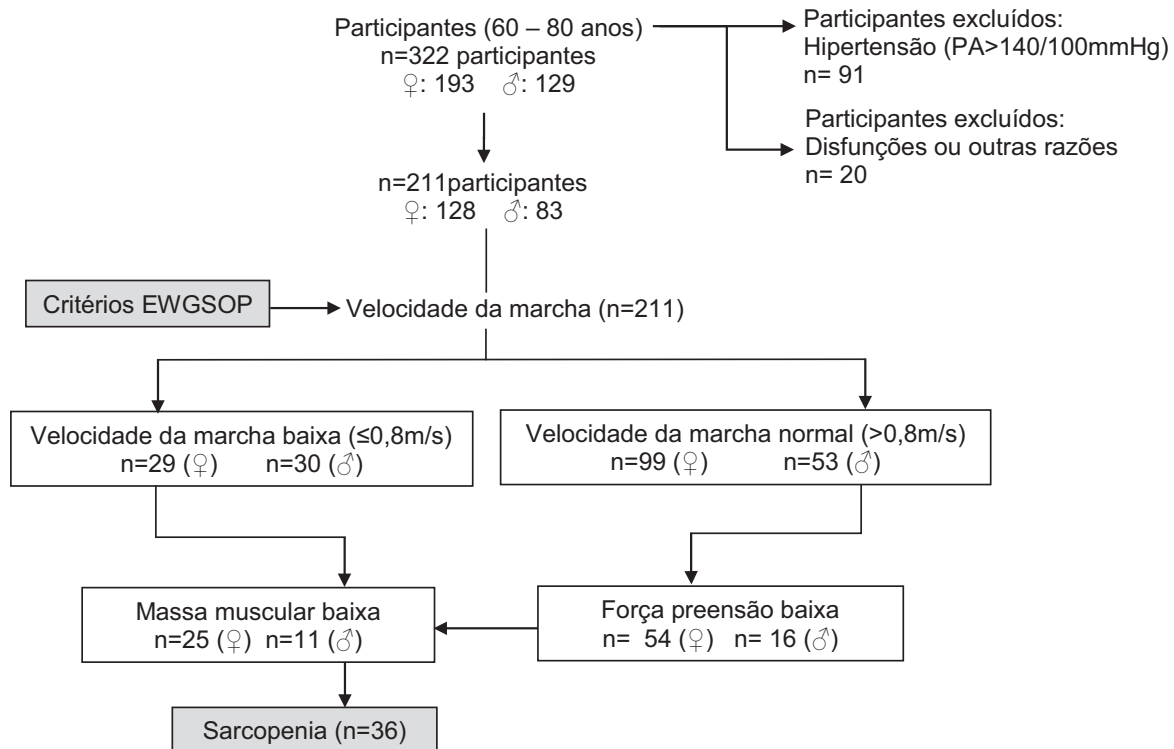 Participantes (60 – 80 anos)
n=322 participantes
♀: 193 ♂: 129
Participantes excluídos:
Hipertensão (PA>140/100mmHg)
n= 91
Participantes excluídos:
Disfunções ou outras razões
n= 20
n=211participantes
♀: 128 ♂: 83
Critérios EWGSOP
Velocidade da marcha (n=211)
Velocidade da marcha baixa (≤0,8m/s)
n=29 (♀) n=30 (♂)
Velocidade da marcha normal (>0,8m/s)
n=99 (♀) n=53 (♂)
Massa muscular baixa
n=25 (♀) n=11 (♂)
Força preensão baixa
n= 54 (♀) n= 16 (♂)
Sarcopenia (n=36)